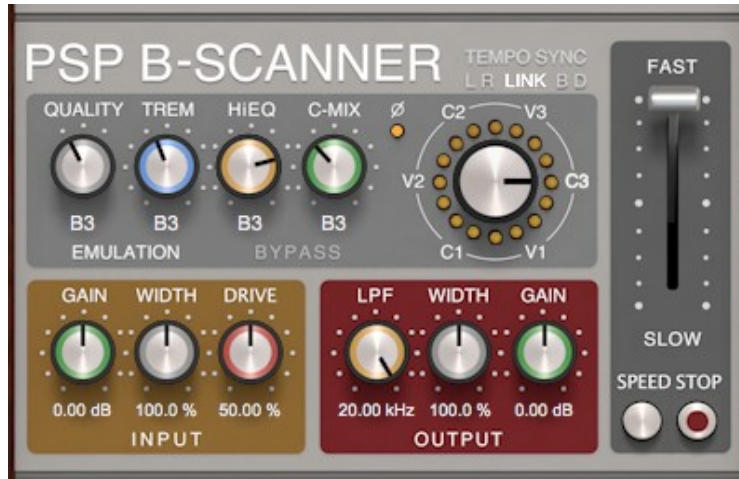 PSP B-SCANNER
TEMPO SYNC
L R LINK B D
QUALITY TREM HiEQ C-MIX Ø
B3 B3 B3 B3
EMULATION BYPASS
C2 V3
V2 C3
C1 V1
GAIN WIDTH DRIVE
0.00 dB 100.0 % 50.00 %
INPUT
LPF WIDTH GAIN
20.00 kHz 100.0 % 0.00 dB
OUTPUT
FAST
SLOW
SPEED STOP